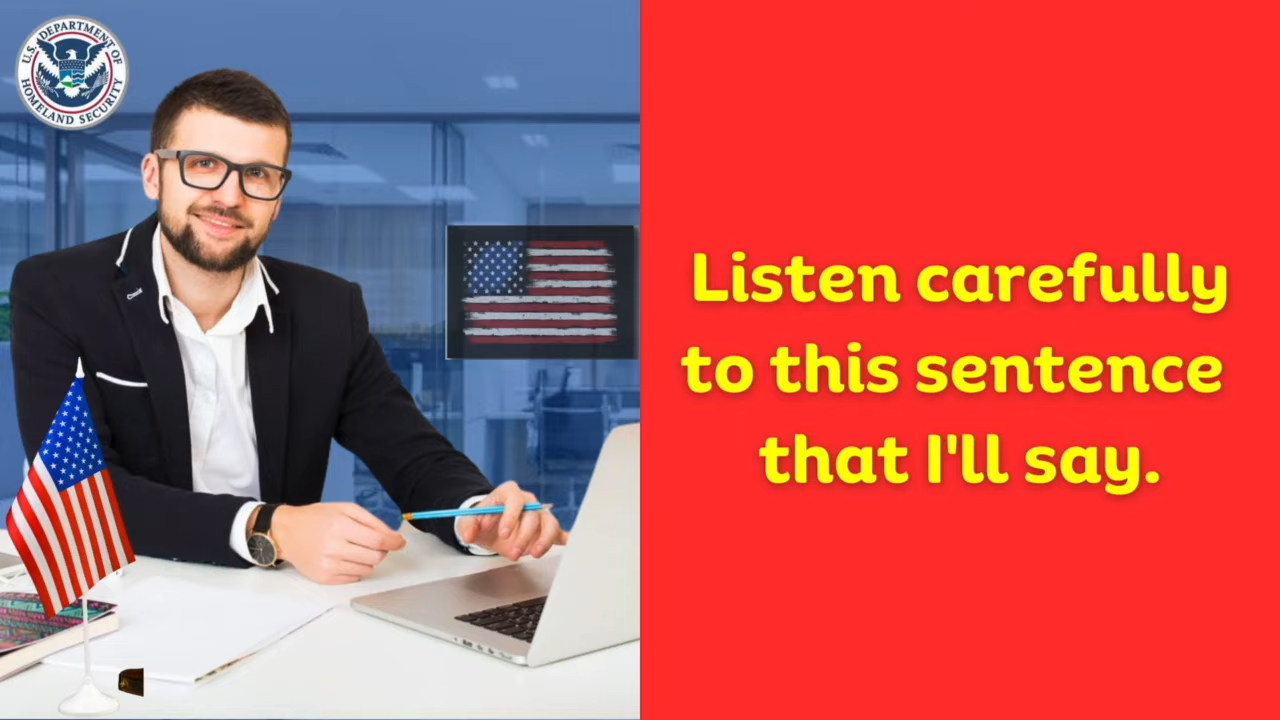 U.S. DEPARTMENT OF
HOMELAND SECURITY
Listen carefully
to this sentence
that I'll say.